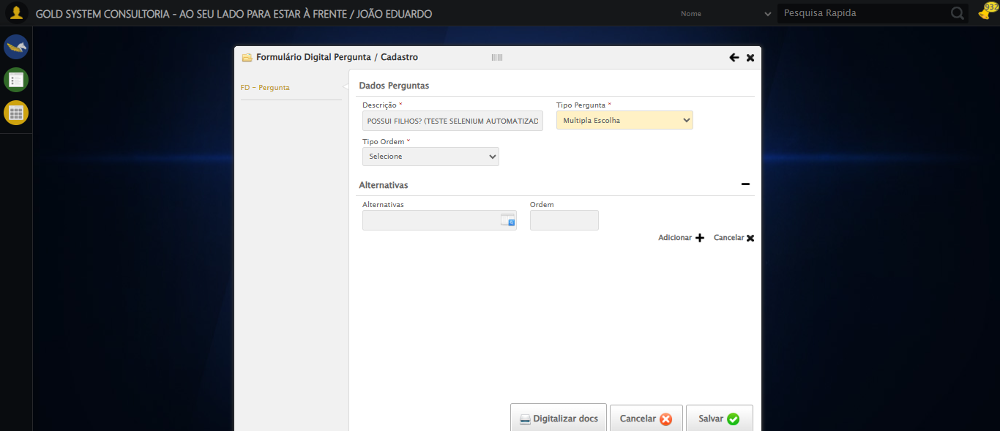 GOLD SYSTEM CONSULTORIA - AO SEU LADO PARA ESTAR À FRENTE / JOÃO EDUARDO
Nome
Pesquisa Rapida
932
Formulário Digital Pergunta / Cadastro
FD - Pergunta
Dados Perguntas
Descrição *
Tipo Pergunta *
POSSUI FILHOS? (TESTE SELENIUM AUTOMATIZAD
Multipla Escolha
Tipo Ordem *
Selecione
Alternativas
Alternativas
Ordem
Adicionar
Cancelar
Digitalizar docs
Cancelar
Salvar